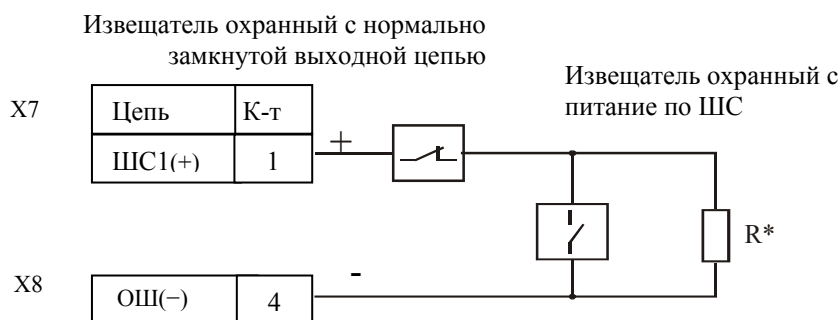 Извещатель охранный с нормально
замкнутой выходной цепью
Извещатель охранный с
питание по ШС
X7
Цепь К-т
ШС1(+) 1
+
R*
X8
-
ОШ(−) 4